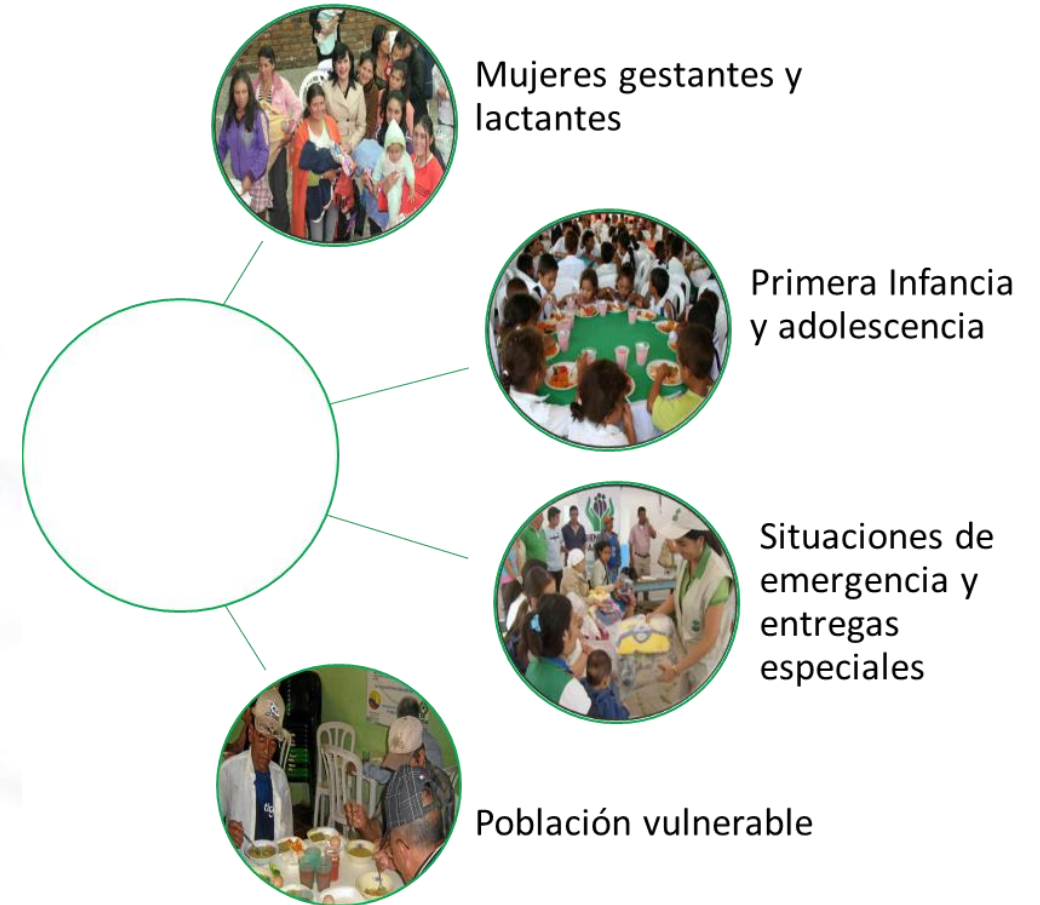 Mujeres gestantes y
lactantes
Primera Infancia
y adolescencia
Situaciones de
emergencia y
entregas
especiales
Población vulnerable